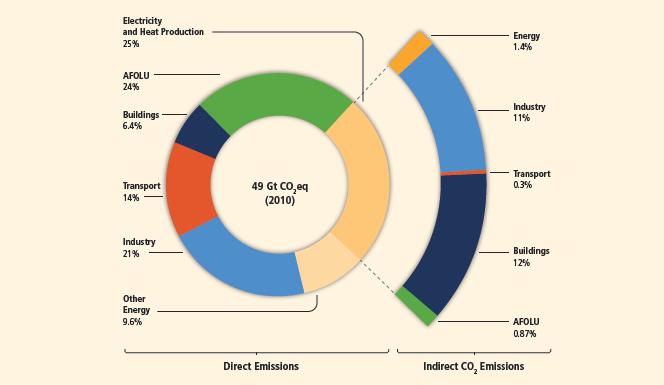 Electricity
and Heat Production
25%
AFOLU
24%
Buildings
6.4%
Transport
14%
Industry
21%
Other
Energy
9.6%
49 Gt CO2eq
(2010)
Energy
1.4%
Industry
11%
Transport
0.3%
Buildings
12%
AFOLU
0.87%
Direct Emissions
Indirect CO2 Emissions